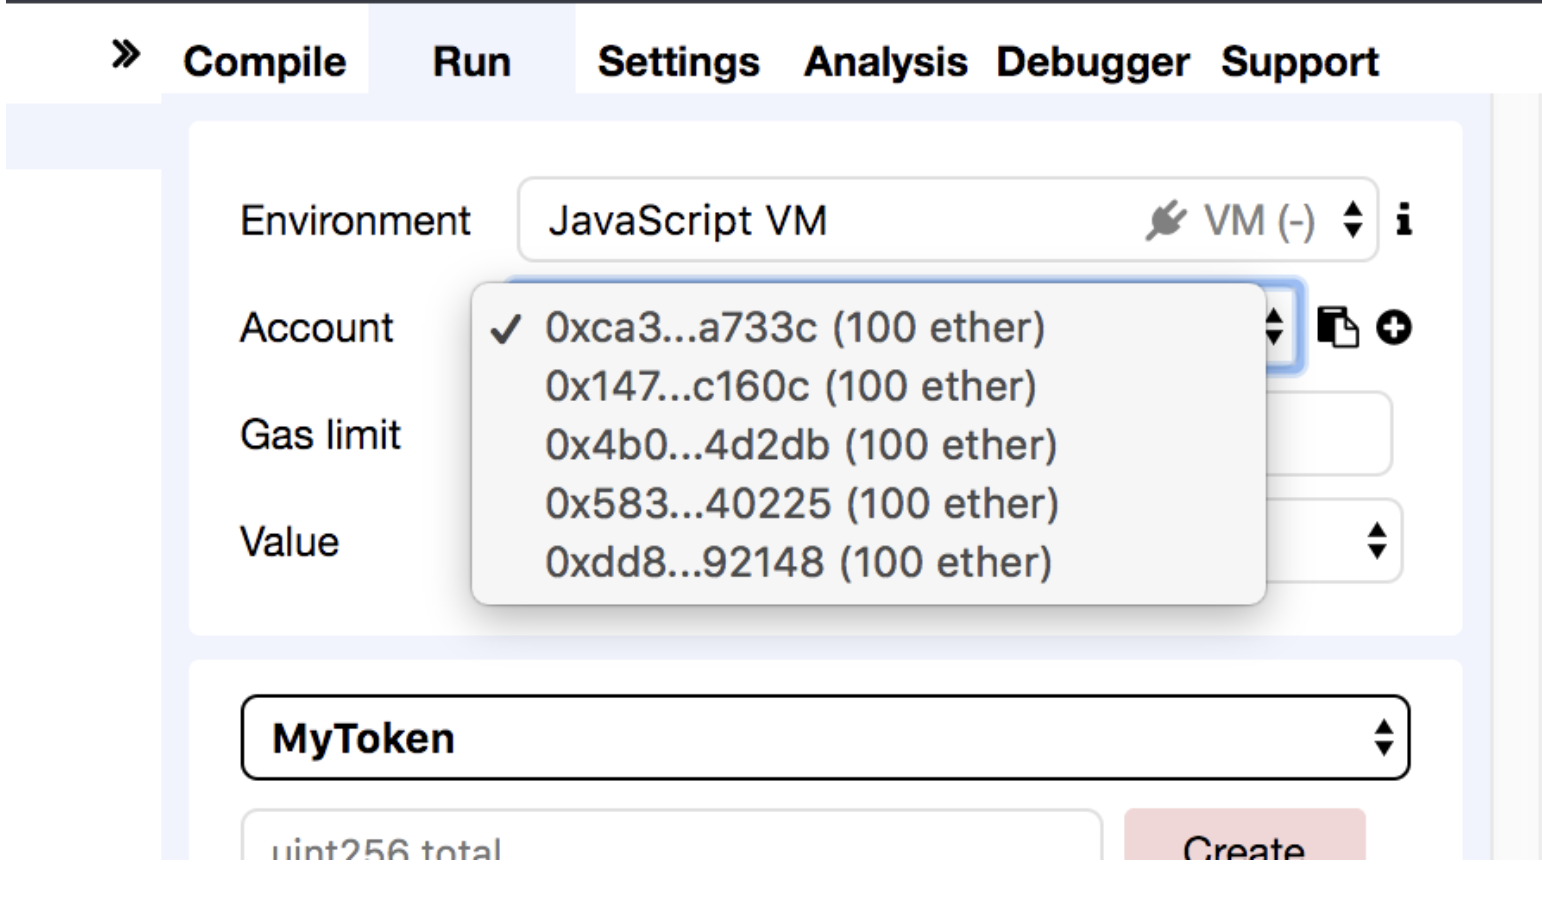 Compile Run Settings Analysis Debugger Support
Environment JavaScript VM VM (-)
Account 0xca3...a733c (100 ether)
0x147...c160c (100 ether)
Gas limit 0x4b0...4d2db (100 ether)
0x583...40225 (100 ether)
Value 0xdd8...92148 (100 ether)
MyToken
uint256 total Create